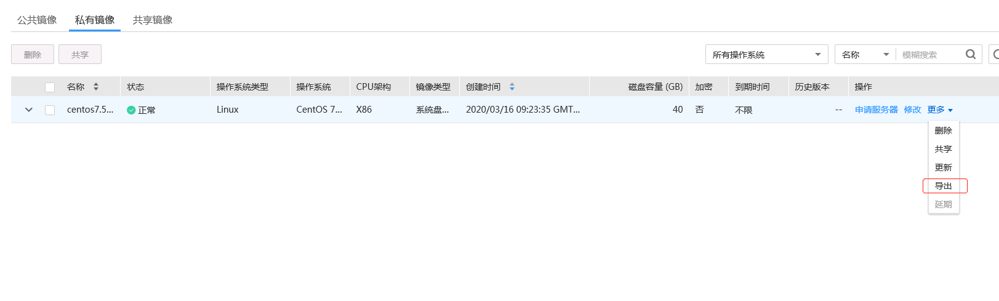 公共镜像 私有镜像 共享镜像
删除 共享 所有操作系统 名称 模糊搜索
名称 状态 操作系统类型 操作系统 CPU架构 镜像类型 创建时间 磁盘容量 (GB) 加密 到期时间 历史版本 操作
centos7.5... 正常 Linux CentOS 7... X86 系统盘... 2020/03/16 09:23:35 GMT... 40 否 不限 -- 申请服务器 修改 更多
删除
共享
更新
导出
延期